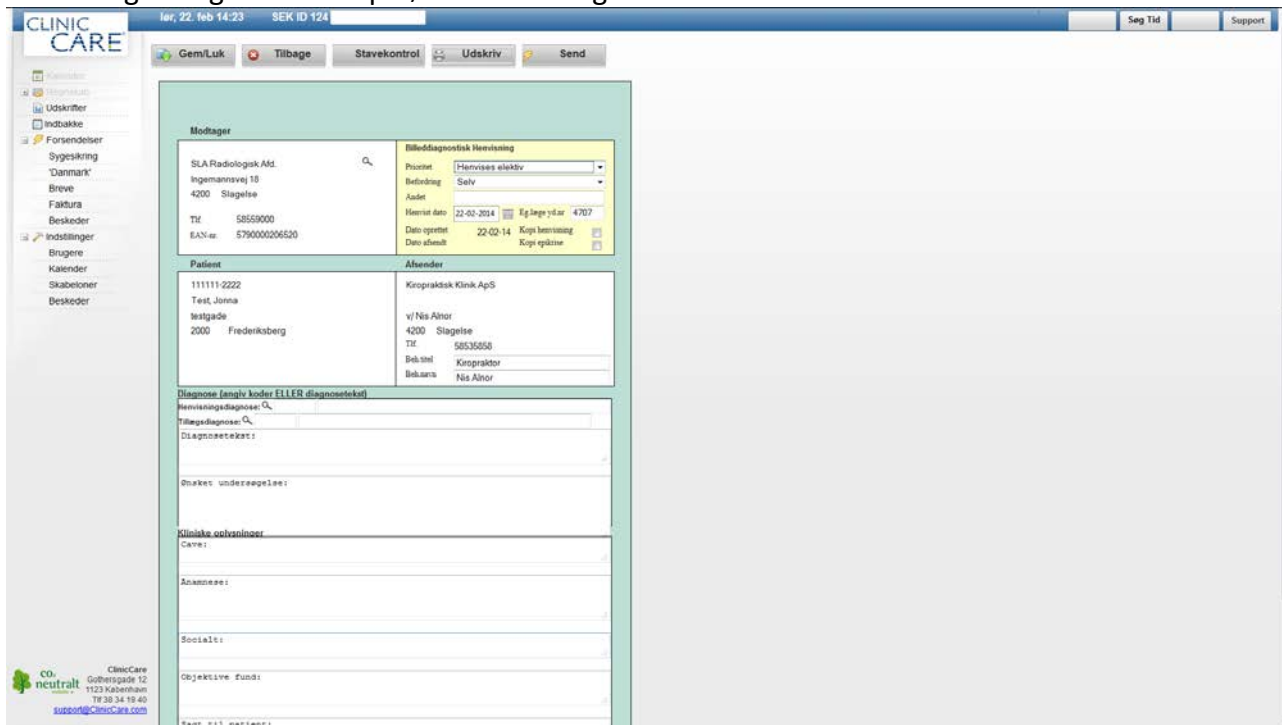 CLINIC CARE
lør, 22. feb 14:23 SEK ID 124
Søg Tid Support
Gem/Luk Tilbage Stavekontrol Udskriv Send
Kalender
Udskrifter
Indbakke
Forsendelser
Sygesikring
'Danmark'
Breve
Faktura
Beskeder
Indstillinger
Brugere
Kalender
Skabeloner
Beskeder
Modtager
SLA Radiologisk Afd.
Ingemannsvej 18
4200 Slagelse
Tlf. 58559000
EAN-nr. 5790000206520
Billeddiagnostisk Henvisning
Prioritet Henvises elektiv
Befordring Selv
Andet
Henvist dato 22-02-2014 Eg.læge yd.nr 4707
Dato oprettet 22-02-14 Kopi henvisning
Dato afsendt Kopi epikrise
Patient
111111-2222
Test, Jonna
testgade
2000 Frederiksberg
Afsender
Kiropraktisk Klinik ApS
v/ Nis Alnor
4200 Slagelse
Tlf. 58535858
Beh.titel Kiropraktor
Beh.navn Nis Alnor
Diagnose (angiv koder ELLER diagnosetekst)
Henvisningsdiagnose:
Tillægsdiagnose:
Diagnosetekst:
Ønsket undersøgelse:
Kliniske oplysninger
Cave:
Anamnese:
Socialt:
Objektive fund:
Sagt til patient:
CO2 neutralt
ClinicCare
Gothersgade 12
1123 København
Tlf 38 34 19 40
support@ClinicCare.com